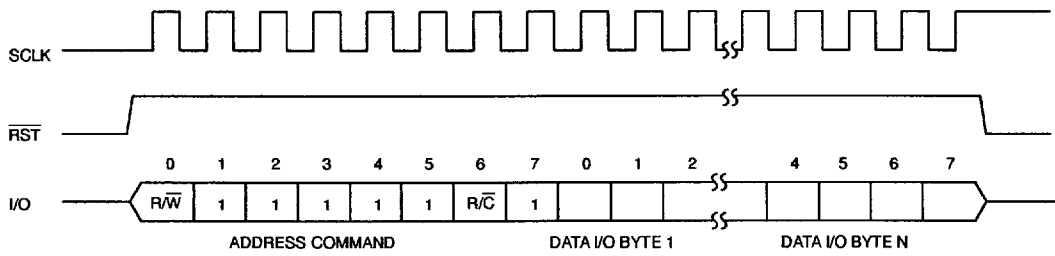 SCLK
RST
0 1 2 3 4 5 6 7 0 1 2 4 5 6 7
I/O R/W 1 1 1 1 1 R/C 1
ADDRESS COMMAND DATA I/O BYTE 1 DATA I/O BYTE N